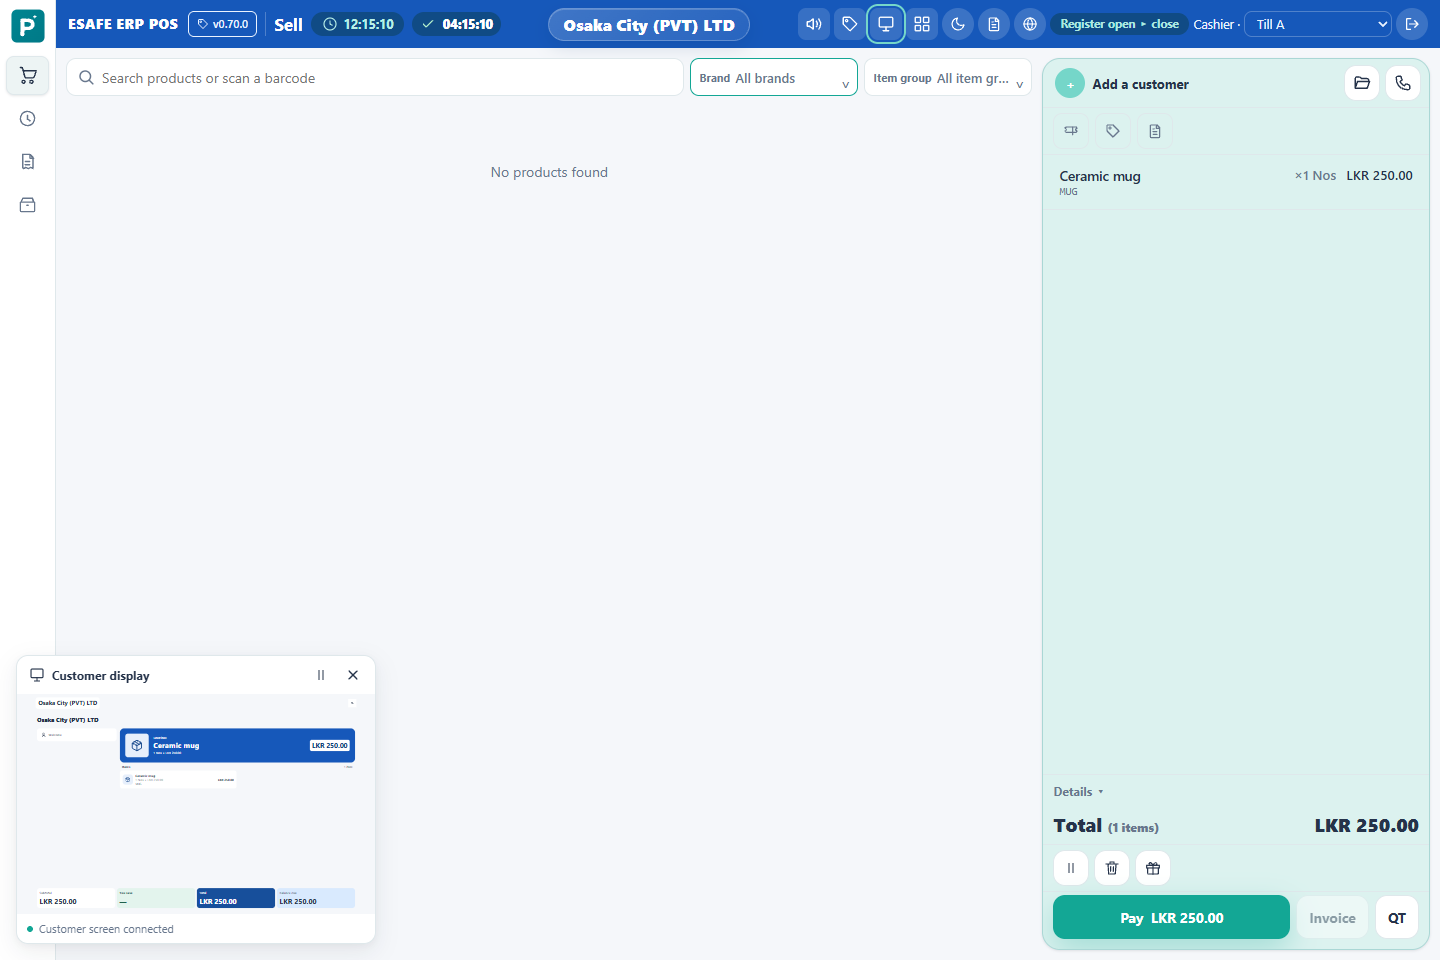 ESAFE ERP POS
v0.70.0
Sell
12:15:10
04:15:10
Osaka City (PVT) LTD
Register open ▸ close
Cashier ·
Till A
Search products or scan a barcode
Brand All brands
Item group All item gr...
No products found
Add a customer
Ceramic mug
×1 Nos LKR 250.00
MUG
Details
Total (1 items) LKR 250.00
Pay LKR 250.00
Invoice
QT
Customer display
Osaka City (PVT) LTD
Osaka City (PVT) LTD
Ceramic mug
LKR 250.00
Ceramic mug
LKR 250.00
—
LKR 250.00
LKR 250.00
Customer screen connected